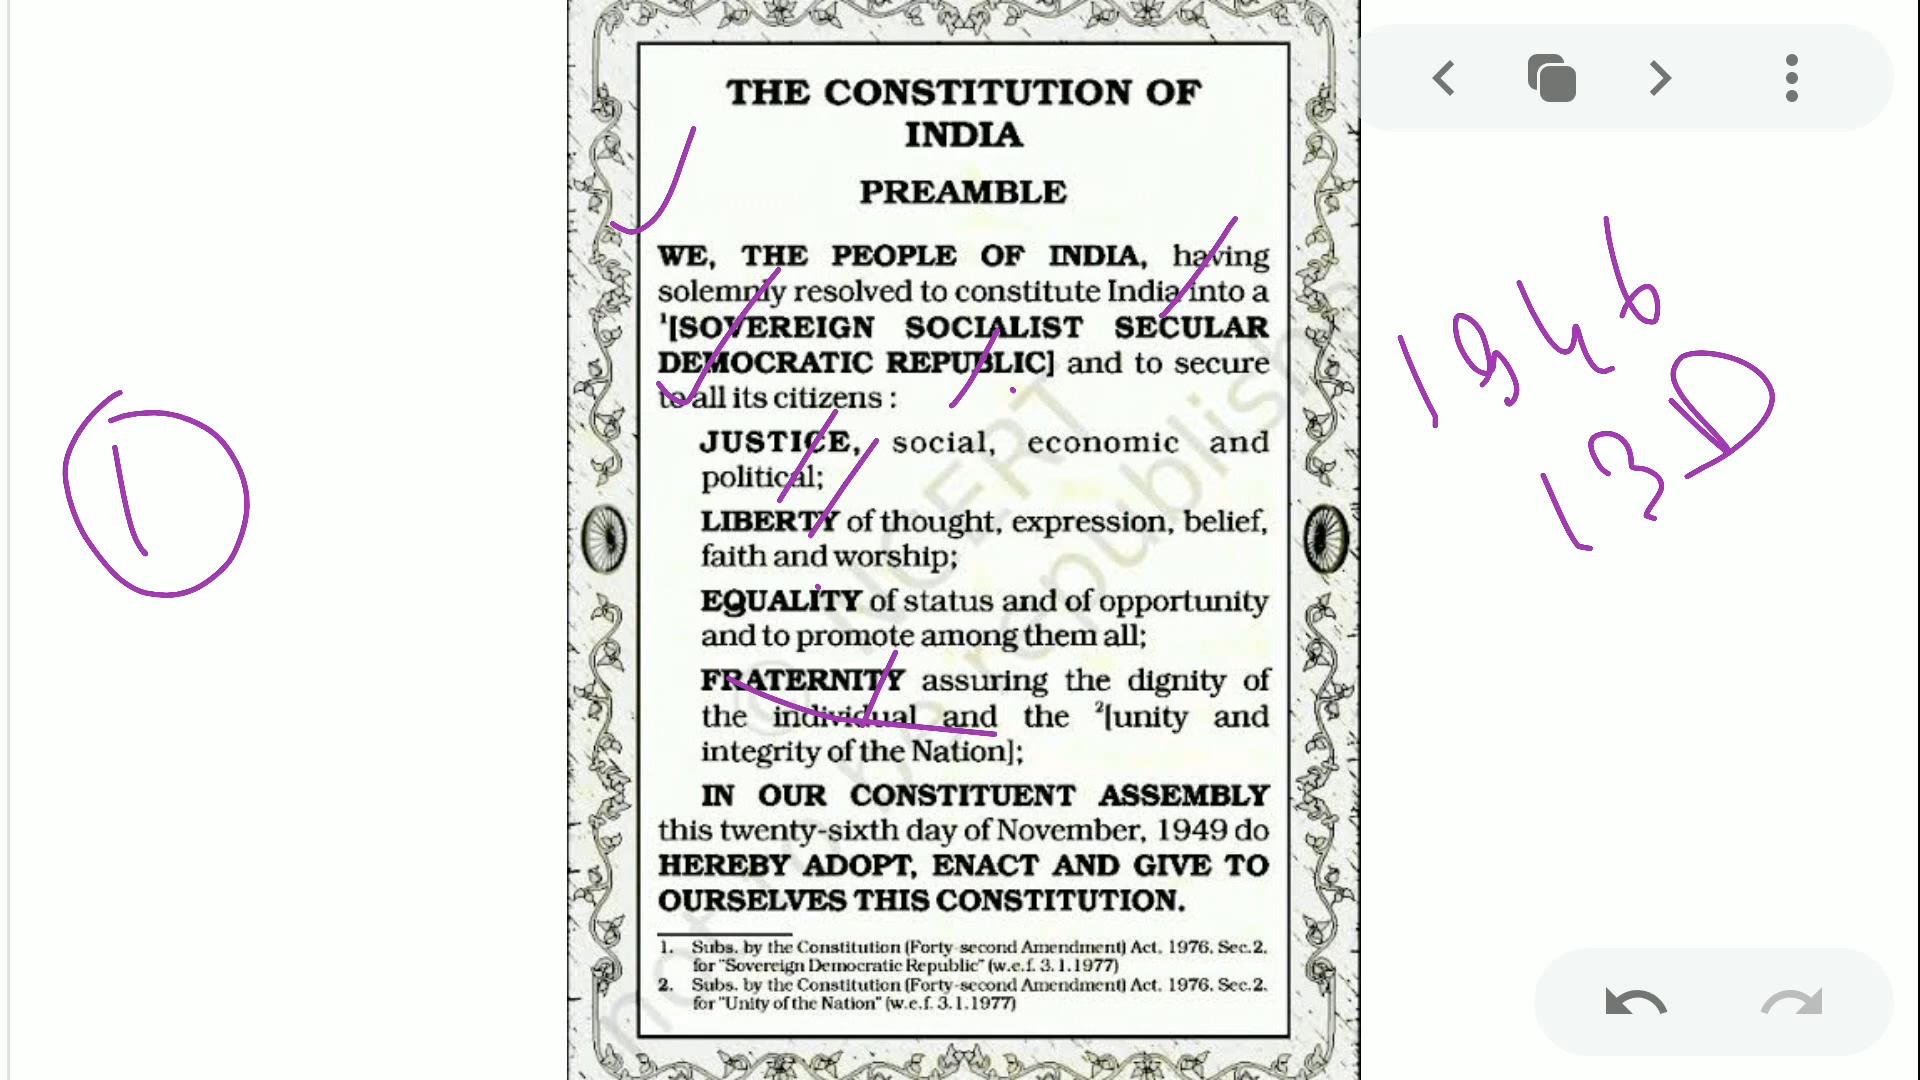 THE CONSTITUTION OF
INDIA
PREAMBLE
WE, THE PEOPLE OF INDIA, having
solemnly resolved to constitute India into a
¹[SOVEREIGN SOCIALIST SECULAR
DEMOCRATIC REPUBLIC] and to secure
to all its citizens :
JUSTICE, social, economic and
political;
LIBERTY of thought, expression, belief,
faith and worship;
EQUALITY of status and of opportunity
and to promote among them all;
FRATERNITY assuring the dignity of
the individual and the ²[unity and
integrity of the Nation];
IN OUR CONSTITUENT ASSEMBLY
this twenty-sixth day of November, 1949 do
HEREBY ADOPT, ENACT AND GIVE TO
OURSELVES THIS CONSTITUTION.
1. Subs. by the Constitution (Forty-second Amendment) Act, 1976, Sec.2,
for "Sovereign Democratic Republic" (w.e.f. 3.1.1977)
2. Subs. by the Constitution (Forty-second Amendment) Act, 1976, Sec.2,
for "Unity of the Nation" (w.e.f. 3.1.1977)
© NCERT
not to be republished
1
1946
13 D